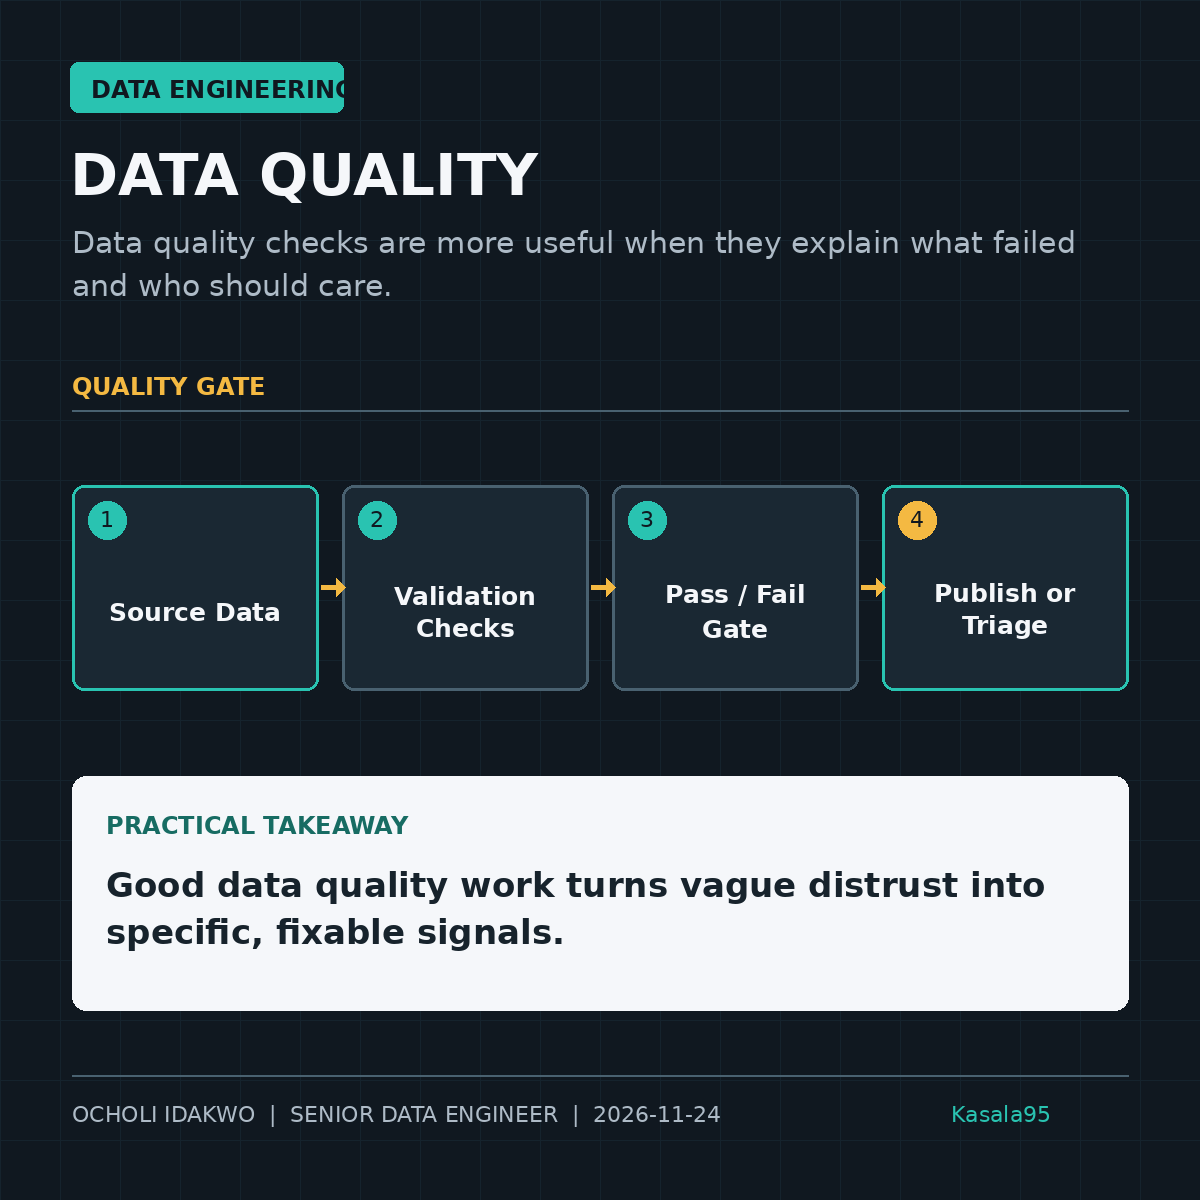 DATA ENGINEERING
DATA QUALITY
Data quality checks are more useful when they explain what failed
and who should care.
QUALITY GATE
1
Source Data
2
Validation
Checks
3
Pass / Fail
Gate
4
Publish or
Triage
PRACTICAL TAKEAWAY
Good data quality work turns vague distrust into
specific, fixable signals.
OCHOLI IDAKWO | SENIOR DATA ENGINEER | 2026-11-24
Kasala95